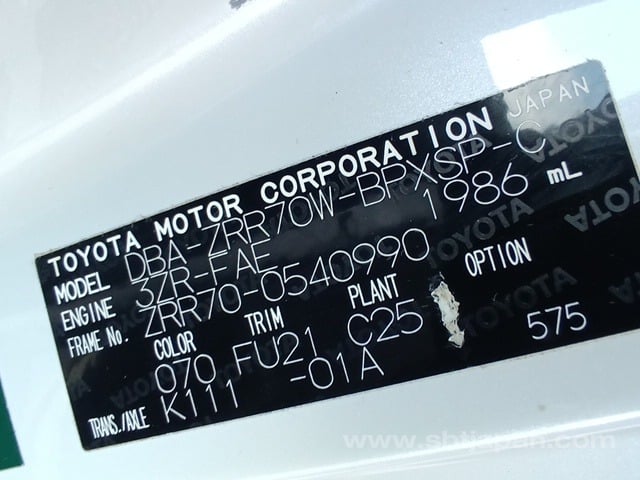 TOYOTA MOTOR CORPORATION JAPAN
MODEL DBA-ZRR70W-BPXSP-C
ENGINE 3ZR-FAE 1986 mL
FRAME No. ZRR70-0540990
COLOR TRIM PLANT OPTION
070 FU21 C25 575
TRANS./AXLE K111 -01A
www.sbtjapan.com